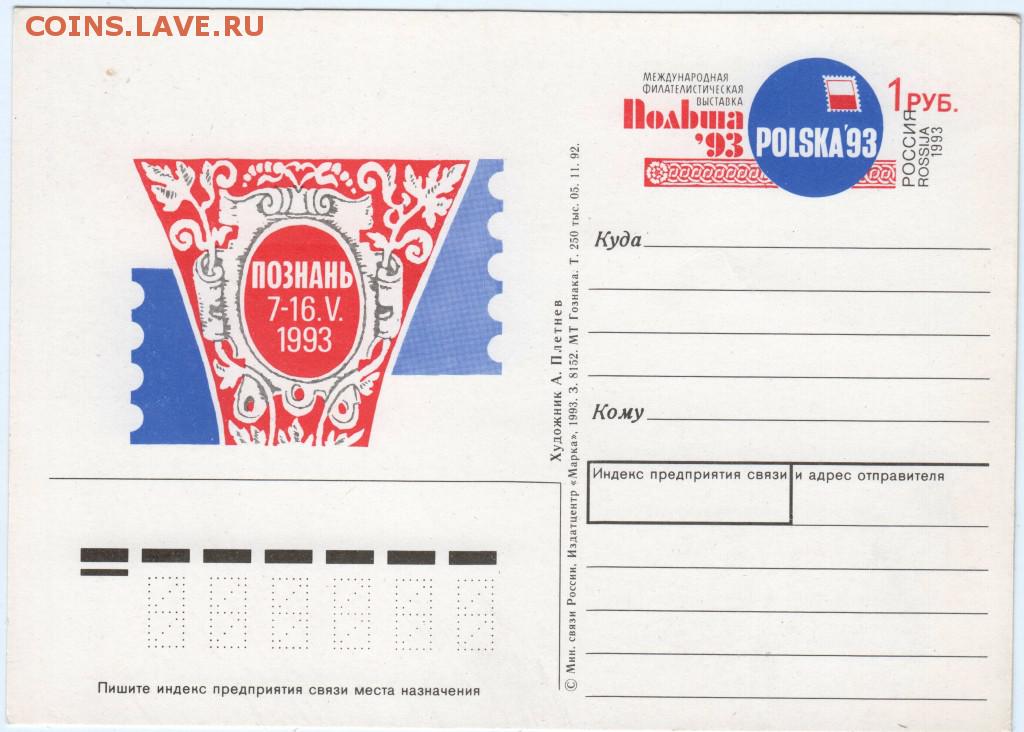 COINS.LAVE.RU
МЕЖДУНАРОДНАЯ
ФИЛАТЕЛИСТИЧЕСКАЯ
ВЫСТАВКА
Польша
'93
POLSKA'93
1 РУБ.
РОССИЯ
ROSSIJA
1993
ПОЗНАНЬ
7-16.V.
1993
Куда
Кому
Индекс предприятия связи и адрес отправителя
Художник А. Плетнев
© Мин. связи России. Издатцентр «Марка», 1993. З. 8152. МТ Гознака. Т. 250 тыс. 05. 11. 92.
Пишите индекс предприятия связи места назначения